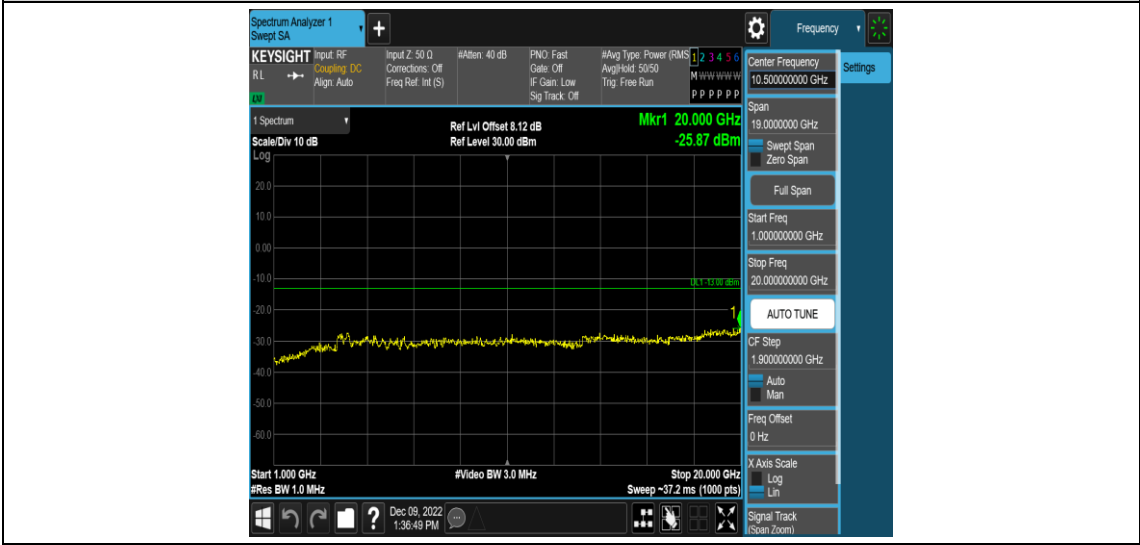 Spectrum Analyzer 1
Swept SA
+
Frequency
KEYSIGHT
RL
Input: RF
Coupling: DC
Align: Auto
Input Z: 50 Ω
Corrections: Off
Freq Ref: Int (S)
#Atten: 40 dB
PNO: Fast
Gate: Off
IF Gain: Low
Sig Track: Off
#Avg Type: Power (RMS
Avg|Hold: 50/50
Trig: Free Run
1 2 3 4 5 6
M W W W W W
P P P P P P
1 Spectrum
Scale/Div 10 dB
Log
Ref Lvl Offset 8.12 dB
Ref Level 30.00 dBm
Mkr1 20.000 GHz
-25.87 dBm
20.0
10.0
0.00
-10.0
DL1 -13.00 dBm
-20.0
1
-30.0
-40.0
-50.0
-60.0
Start 1.000 GHz
#Video BW 3.0 MHz
Stop 20.000 GHz
#Res BW 1.0 MHz
Sweep ~37.2 ms (1000 pts)
?
Dec 09, 2022
1:36:49 PM
Center Frequency
10.500000000 GHz
Settings
Span
19.0000000 GHz
Swept Span
Zero Span
Full Span
Start Freq
1.000000000 GHz
Stop Freq
20.000000000 GHz
AUTO TUNE
CF Step
1.900000000 GHz
Auto
Man
Freq Offset
0 Hz
X Axis Scale
Log
Lin
Signal Track
(Span Zoom)